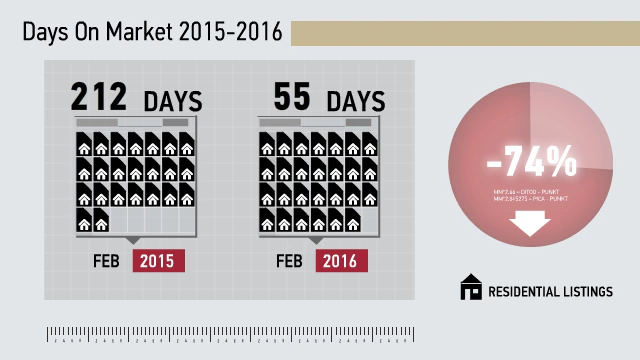 Days On Market 2015-2016
212 DAYS
55 DAYS
FEB 2015
FEB 2016
-74%
RESIDENTIAL LISTINGS